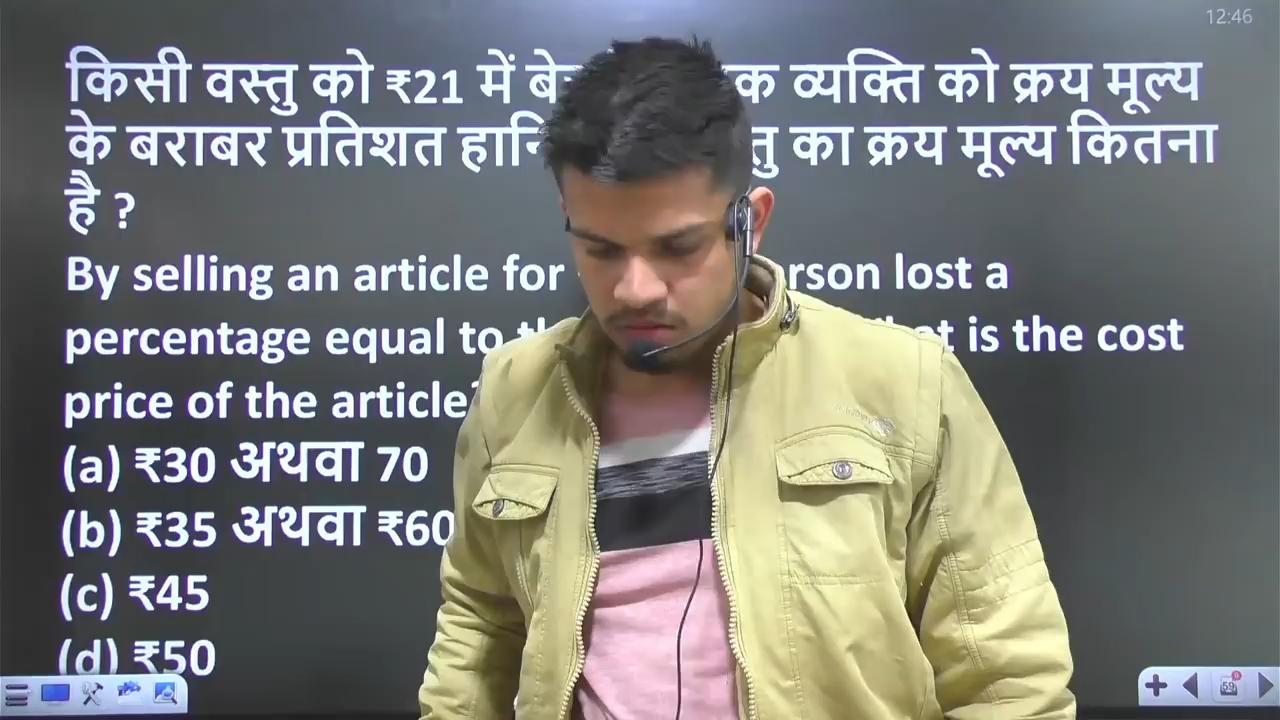 12:46
किसी वस्तु को ₹21 में व्यक्ति को क्रय मूल्य
के बराबर प्रतिशत का क्रय मूल्य कितना
है ?
By selling an article for lost a
percentage equal to is the cost
price of the article?
(a) ₹30 अथवा 70
(b) ₹35 अथवा ₹60
(c) ₹45
(d) ₹50